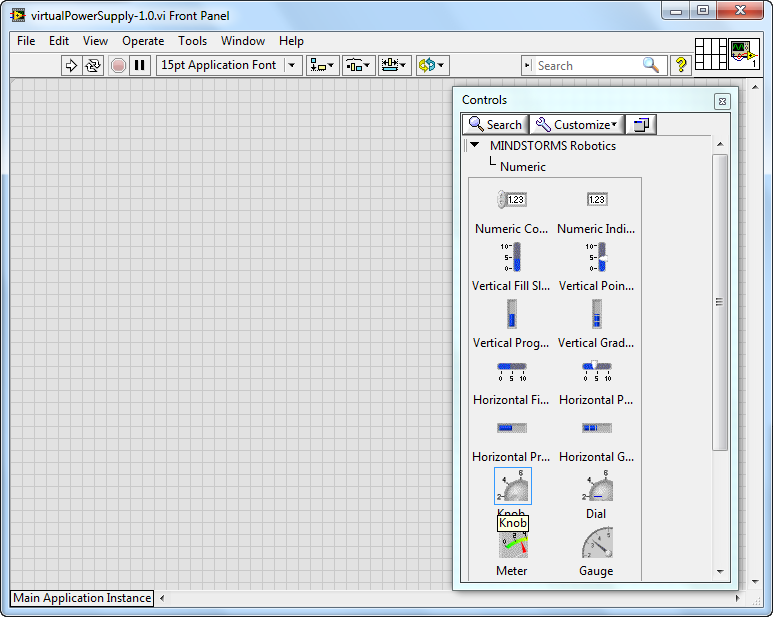 virtualPowerSupply-1.0.vi Front Panel
File Edit View Operate Tools Window Help
15pt Application Font
Search
?
1
Controls
Search Customize
MINDSTORMS Robotics
Numeric
1.23 1.23
Numeric Co... Numeric Indi...
10 5 0 10 5 0
Vertical Fill Sl... Vertical Poin...
Vertical Prog... Vertical Grad...
0 5 10 0 5 10
Horizontal Fi... Horizontal P...
Horizontal Pr... Horizontal G...
2 4 6 2 4 6
Knob Dial
Knob
Meter Gauge
Main Application Instance